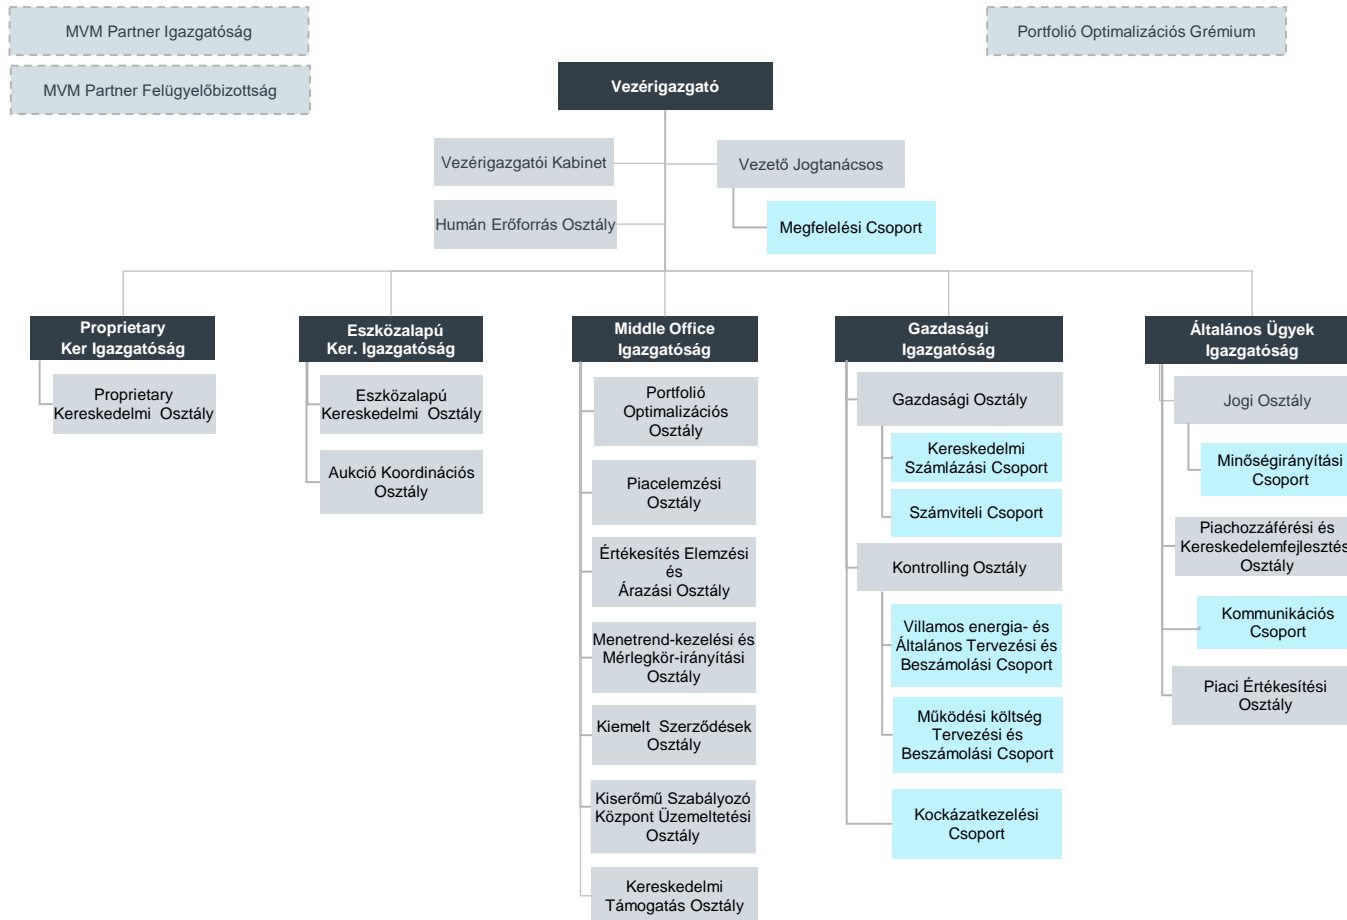 MVM Partner Igazgatóság
Portfolió Optimalizációs Grémium
MVM Partner Felügyelőbizottság
Vezérigazgató
Vezérigazgatói Kabinet
Vezető Jogtanácsos
Humán Erőforrás Osztály
Megfelelési Csoport
Proprietary
Ker Igazgatóság
Proprietary
Kereskedelmi Osztály
Eszközalapú
Ker. Igazgatóság
Eszközalapú
Kereskedelmi Osztály
Aukció Koordinációs
Osztály
Middle Office
Igazgatóság
Portfolió
Optimalizációs
Osztály
Piacelemzési
Osztály
Értékesítés Elemzési
és
Árazási Osztály
Menetrend-kezelési és
Mérlegkör-irányítási
Osztály
Kiemelt Szerződések
Osztály
Kiserőmű Szabályozó
Központ Üzemeltetési
Osztály
Kereskedelmi
Támogatás Osztály
Gazdasági
Igazgatóság
Gazdasági Osztály
Kereskedelmi
Számlázási Csoport
Számviteli Csoport
Kontrolling Osztály
Villamos energia- és
Általános Tervezési és
Beszámolási Csoport
Működési költség
Tervezési és
Beszámolási Csoport
Kockázatkezelési
Csoport
Általános Ügyek
Igazgatóság
Jogi Osztály
Minőségirányítási
Csoport
Piachozzáférési és
Kereskedelemfejlesztés
Osztály
Kommunikációs
Csoport
Piaci Értékesítési
Osztály